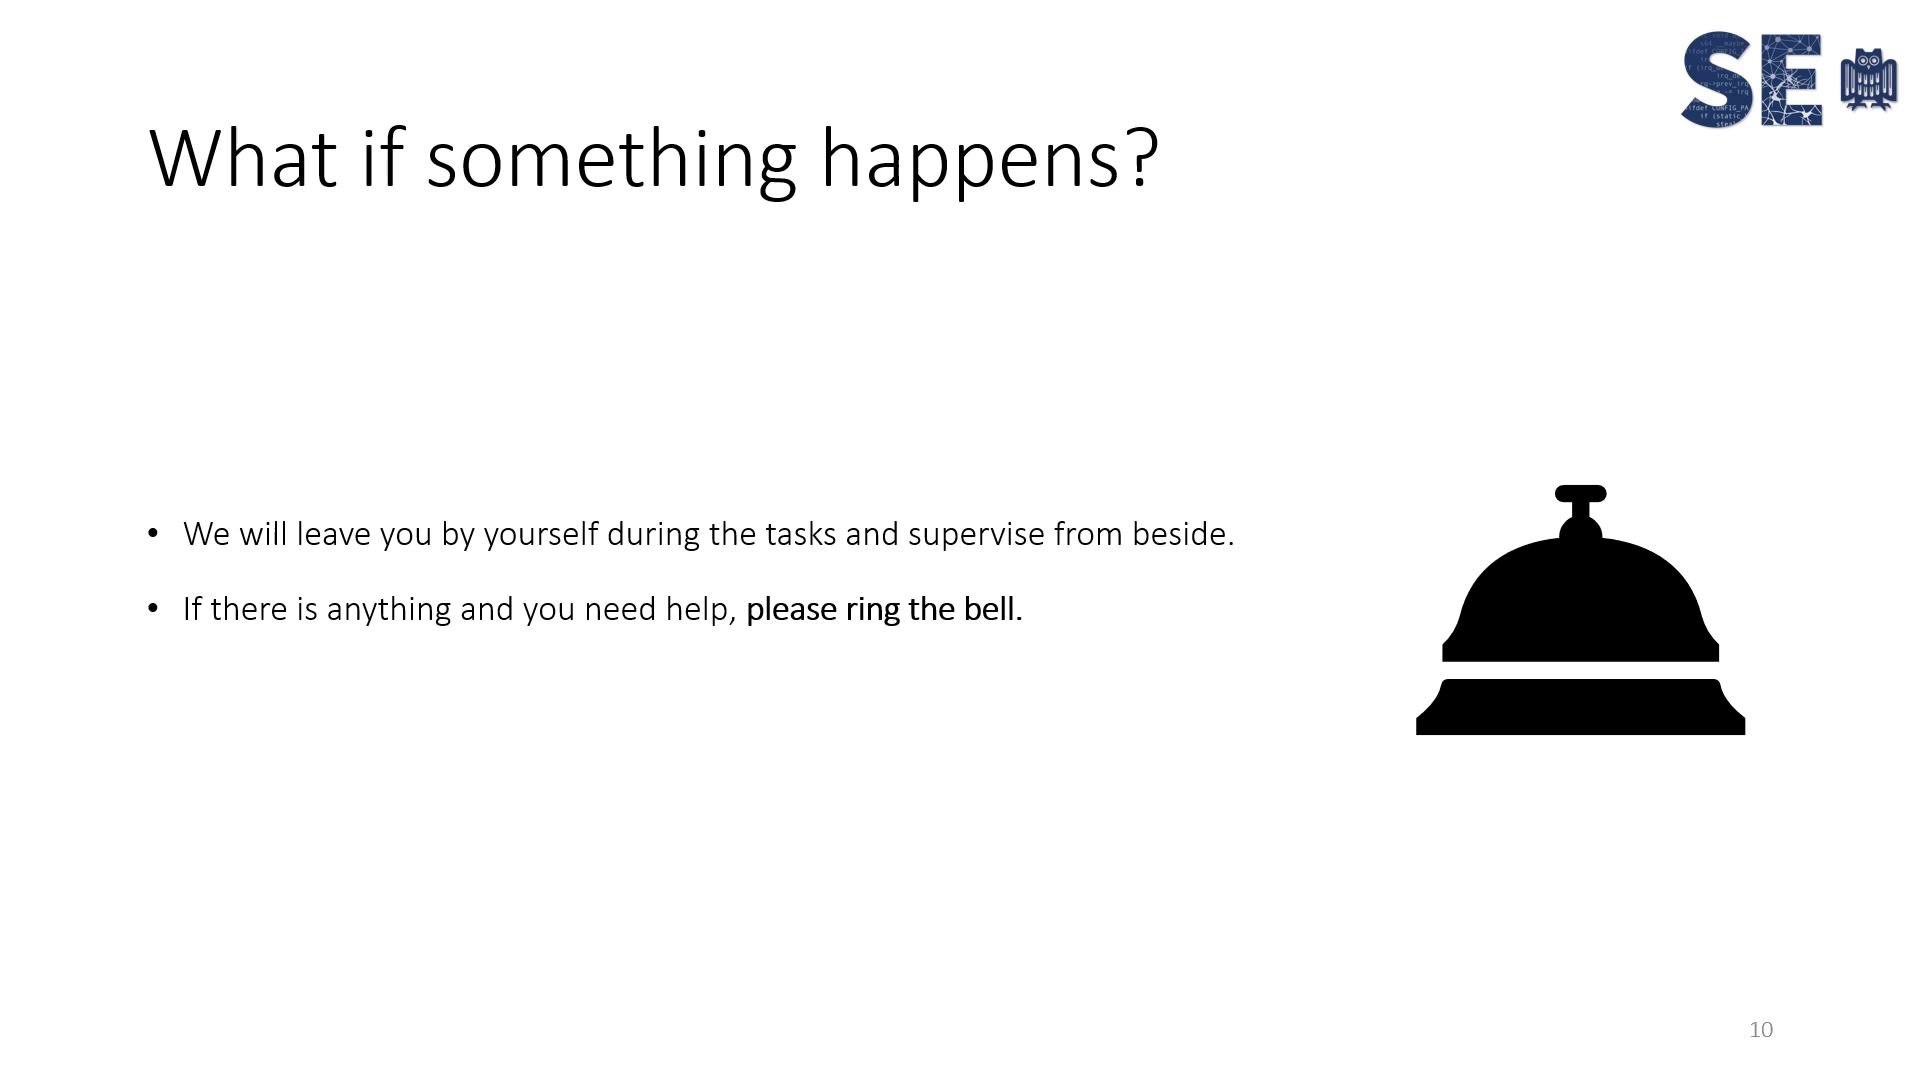 SE
What if something happens?
• We will leave you by yourself during the tasks and supervise from beside.
• If there is anything and you need help, please ring the bell.
10